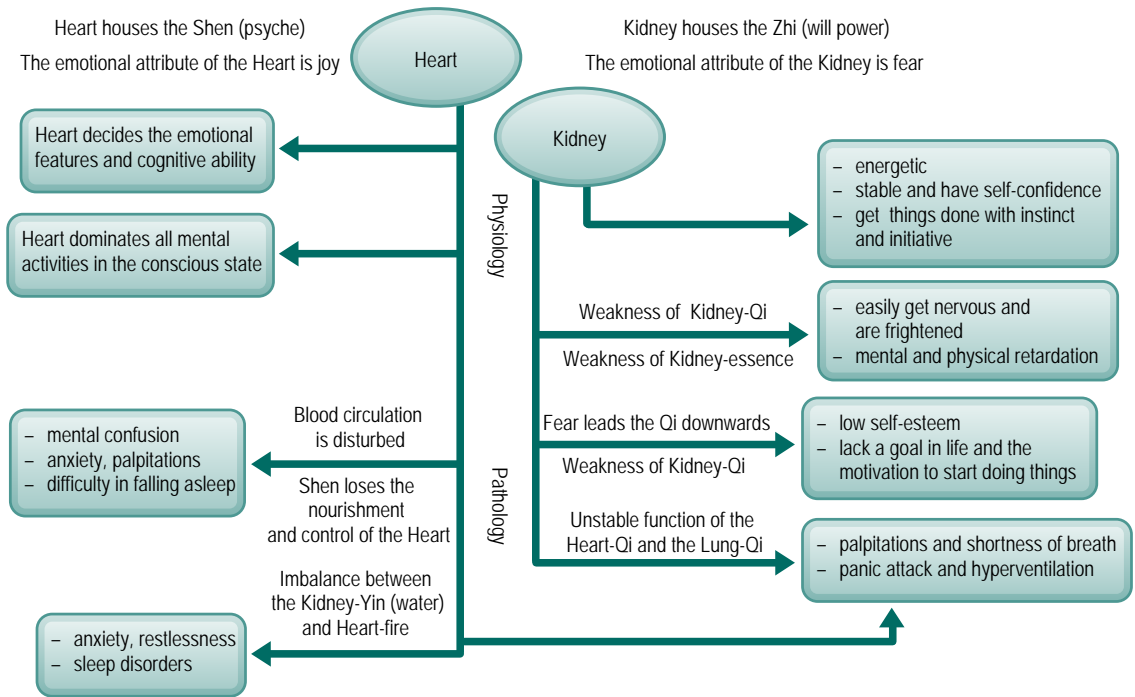 Heart houses the Shen (psyche)
The emotional attribute of the Heart is joy
Heart
Kidney houses the Zhi (will power)
The emotional attribute of the Kidney is fear
Kidney
Heart decides the emotional
features and cognitive ability
Heart dominates all mental
activities in the conscious state
Physiology
– energetic
– stable and have self-confidence
– get things done with instinct
and initiative
Weakness of Kidney-Qi
Weakness of Kidney-essence
– easily get nervous and
are frightened
– mental and physical retardation
– mental confusion
– anxiety, palpitations
– difficulty in falling asleep
Blood circulation
is disturbed
Shen loses the
nourishment
and control of the Heart
Pathology
Fear leads the Qi downwards
Weakness of Kidney-Qi
– low self-esteem
– lack a goal in life and the
motivation to start doing things
Unstable function of the
Heart-Qi and the Lung-Qi
– palpitations and shortness of breath
– panic attack and hyperventilation
Imbalance between
the Kidney-Yin (water)
and Heart-fire
– anxiety, restlessness
– sleep disorders